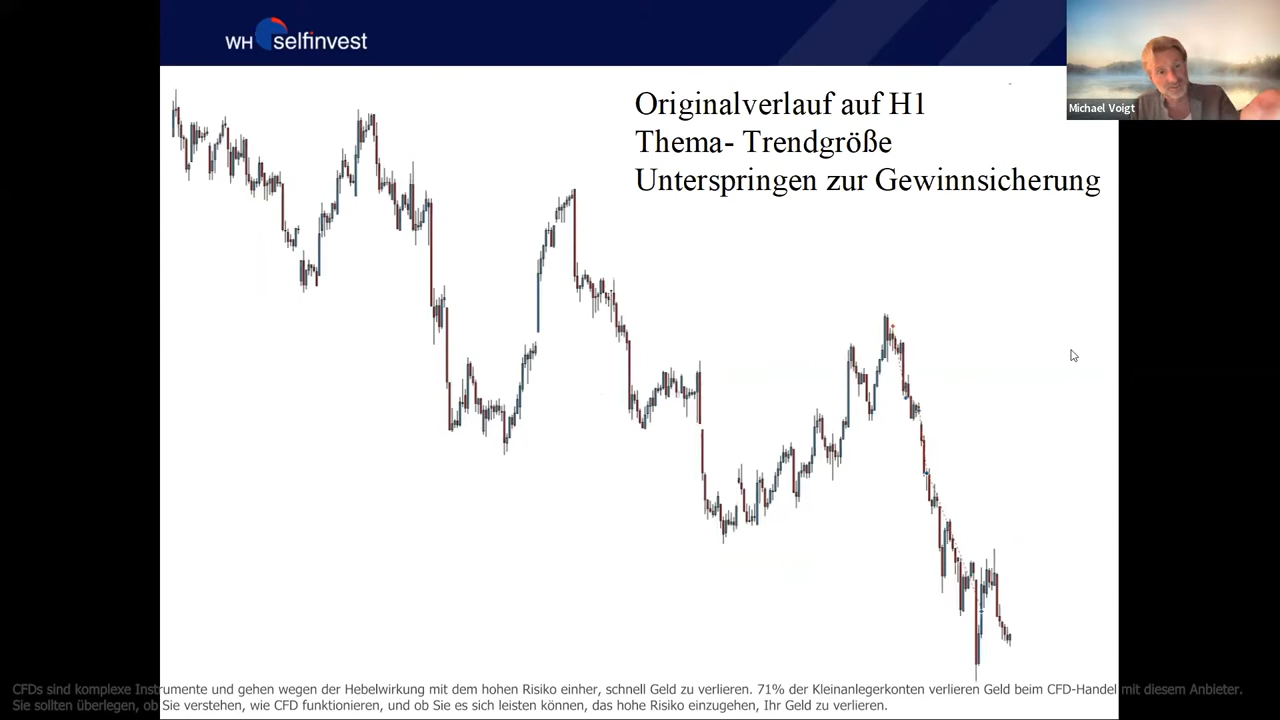 WH selfinvest
Michael Voigt
Originalverlauf auf H1
Thema- Trendgröße
Unterspringen zur Gewinnsicherung
CFDs sind komplexe Instrumente und gehen wegen der Hebelwirkung mit dem hohen Risiko einher, schnell Geld zu verlieren. 71% der Kleinanlegerkonten verlieren Geld beim CFD-Handel mit diesem Anbieter.
Sie sollten überlegen, ob Sie verstehen, wie CFD funktionieren, und ob Sie es sich leisten können, das hohe Risiko einzugehen, Ihr Geld zu verlieren.